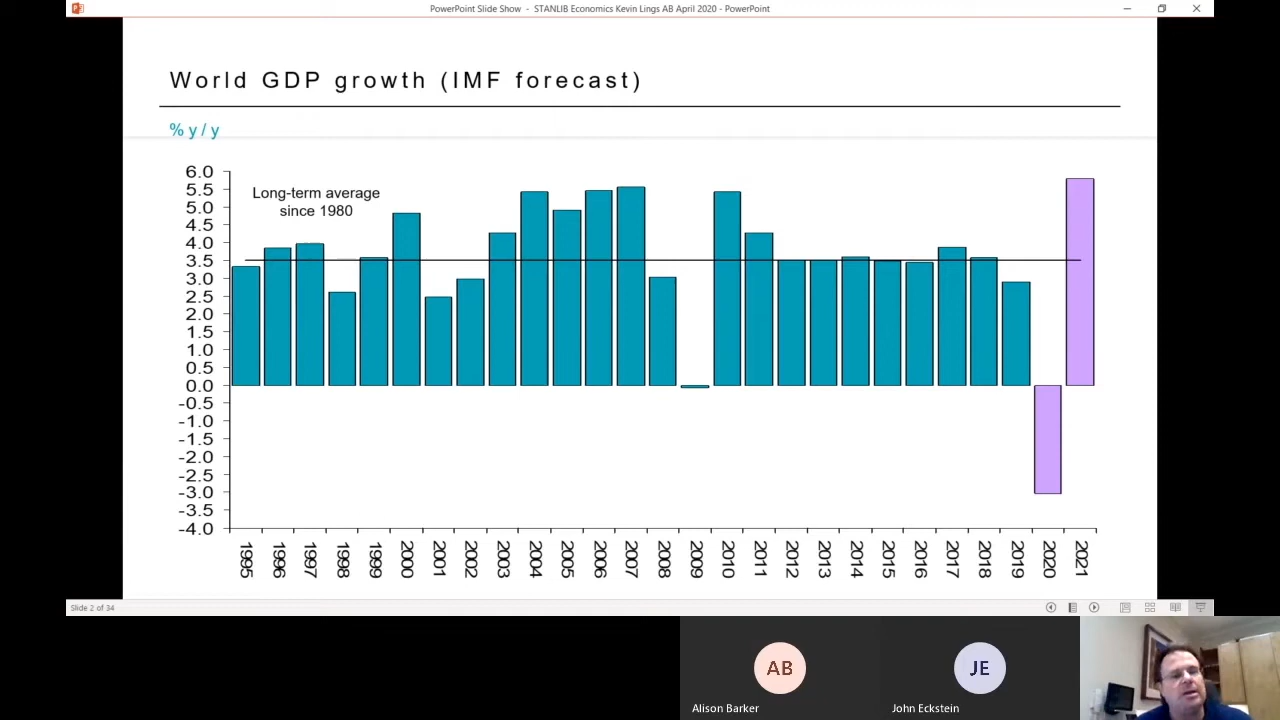 PowerPoint Slide Show - STANLIB Economics Kevin Lings AB April 2020 - PowerPoint
World GDP growth (IMF forecast)
% y / y
Long-term average
since 1980
6.0
5.5
5.0
4.5
4.0
3.5
3.0
2.5
2.0
1.5
1.0
0.5
0.0
-0.5
-1.0
-1.5
-2.0
-2.5
-3.0
-3.5
-4.0
1995 1996 1997 1998 1999 2000 2001 2002 2003 2004 2005 2006 2007 2008 2009 2010 2011 2012 2013 2014 2015 2016 2017 2018 2019 2020 2021
Slide 2 of 34
AB
JE
Alison Barker
John Eckstein